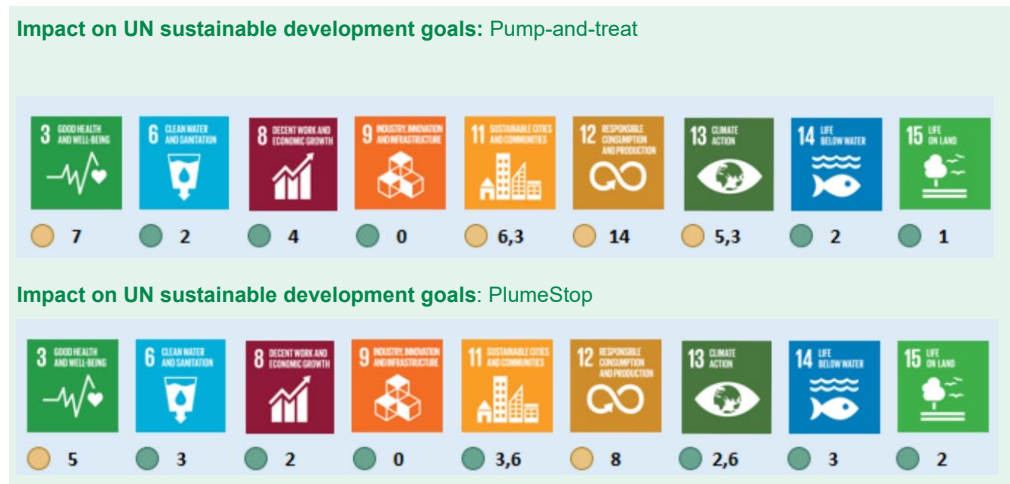 Impact on UN sustainable development goals: Pump-and-treat
3 GOOD HEALTH AND WELL-BEING
6 CLEAN WATER AND SANITATION
8 DECENT WORK AND ECONOMIC GROWTH
9 INDUSTRY, INNOVATION AND INFRASTRUCTURE
11 SUSTAINABLE CITIES AND COMMUNITIES
12 RESPONSIBLE CONSUMPTION AND PRODUCTION
13 CLIMATE ACTION
14 LIFE BELOW WATER
15 LIFE ON LAND
7 2 4 0 6,3 14 5,3 2 1
Impact on UN sustainable development goals: PlumeStop
3 GOOD HEALTH AND WELL-BEING
6 CLEAN WATER AND SANITATION
8 DECENT WORK AND ECONOMIC GROWTH
9 INDUSTRY, INNOVATION AND INFRASTRUCTURE
11 SUSTAINABLE CITIES AND COMMUNITIES
12 RESPONSIBLE CONSUMPTION AND PRODUCTION
13 CLIMATE ACTION
14 LIFE BELOW WATER
15 LIFE ON LAND
5 3 2 0 3,6 8 2,6 3 2